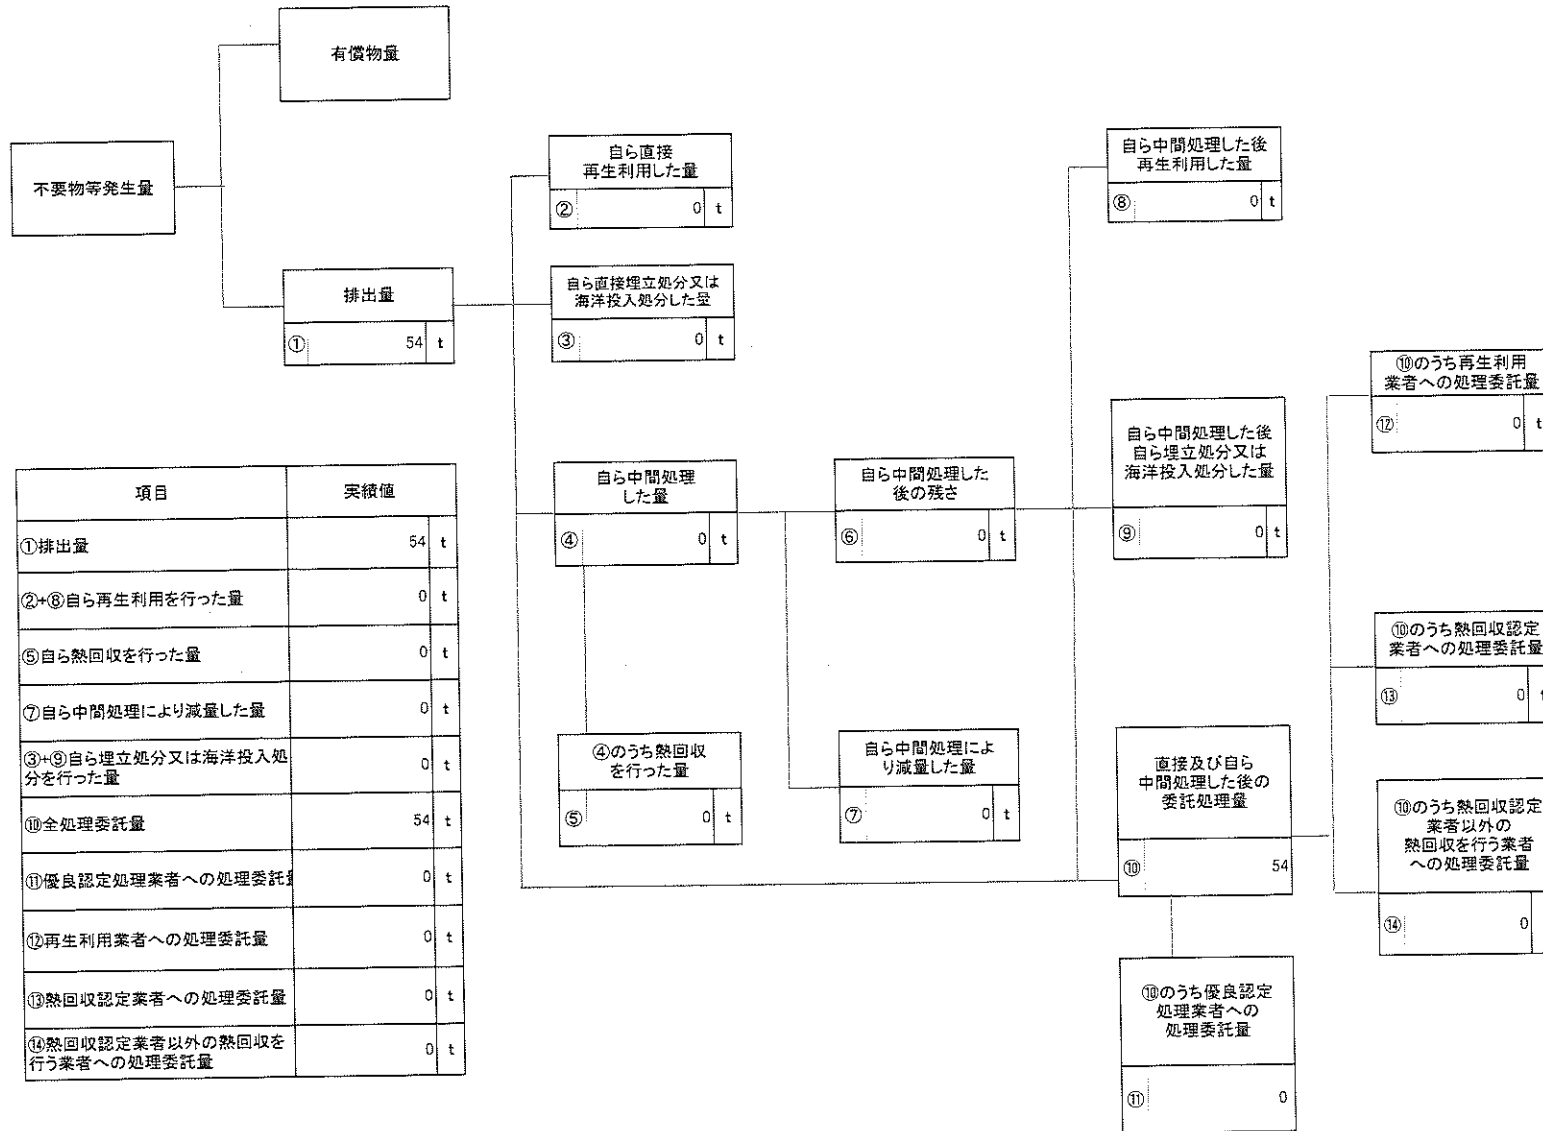 有償物量
不要物等発生量
排出量
① 54 t
自ら直接
再生利用した量
② 0 t
自ら直接埋立処分又は
海洋投入処分した量
③ 0 t
自ら中間処理
した量
④ 0 t
④のうち熱回収
を行った量
⑤ 0 t
自ら中間処理した
後の残さ
⑥ 0 t
自ら中間処理によ
り減量した量
⑦ 0 t
自ら中間処理した後
再生利用した量
⑧ 0 t
自ら中間処理した後
自ら埋立処分又は
海洋投入処分した量
⑨ 0 t
直接及び自ら
中間処理した後の
委託処理量
⑩ 54
⑩のうち優良認定
処理業者への
処理委託量
⑪ 0
⑩のうち再生利用
業者への処理委託量
⑫ 0 t
⑩のうち熱回収認定
業者への処理委託量
⑬ 0 t
⑩のうち熱回収認定
業者以外の
熱回収を行う業者
への処理委託量
⑭ 0
項目 実績値
①排出量 54 t
②+⑧自ら再生利用を行った量 0 t
⑤自ら熱回収を行った量 0 t
⑦自ら中間処理により減量した量 0 t
③+⑨自ら埋立処分又は海洋投入処
分を行った量 0 t
⑩全処理委託量 54 t
⑪優良認定処理業者への処理委託量 0 t
⑫再生利用業者への処理委託量 0 t
⑬熱回収認定業者への処理委託量 0 t
⑭熱回収認定業者以外の熱回収を
行う業者への処理委託量 0 t